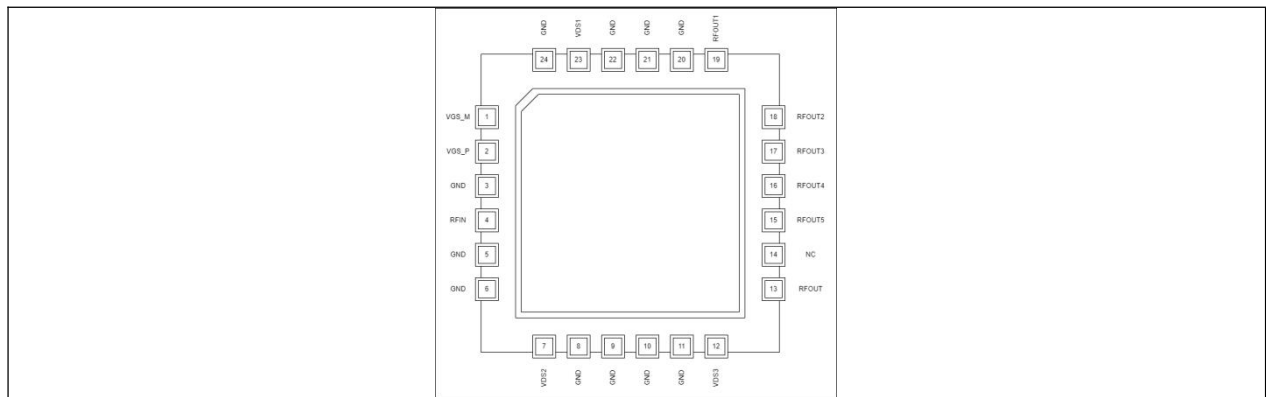 GND VDS1 GND GND GND RFOUT1
24 23 22 21 20 19
VGS_M 1 18 RFOUT2
VGS_P 2 17 RFOUT3
GND 3 16 RFOUT4
RFIN 4 15 RFOUT5
GND 5 14 NC
GND 6 13 RFOUT
7 8 9 10 11 12
VDS2 GND GND GND GND VDS3